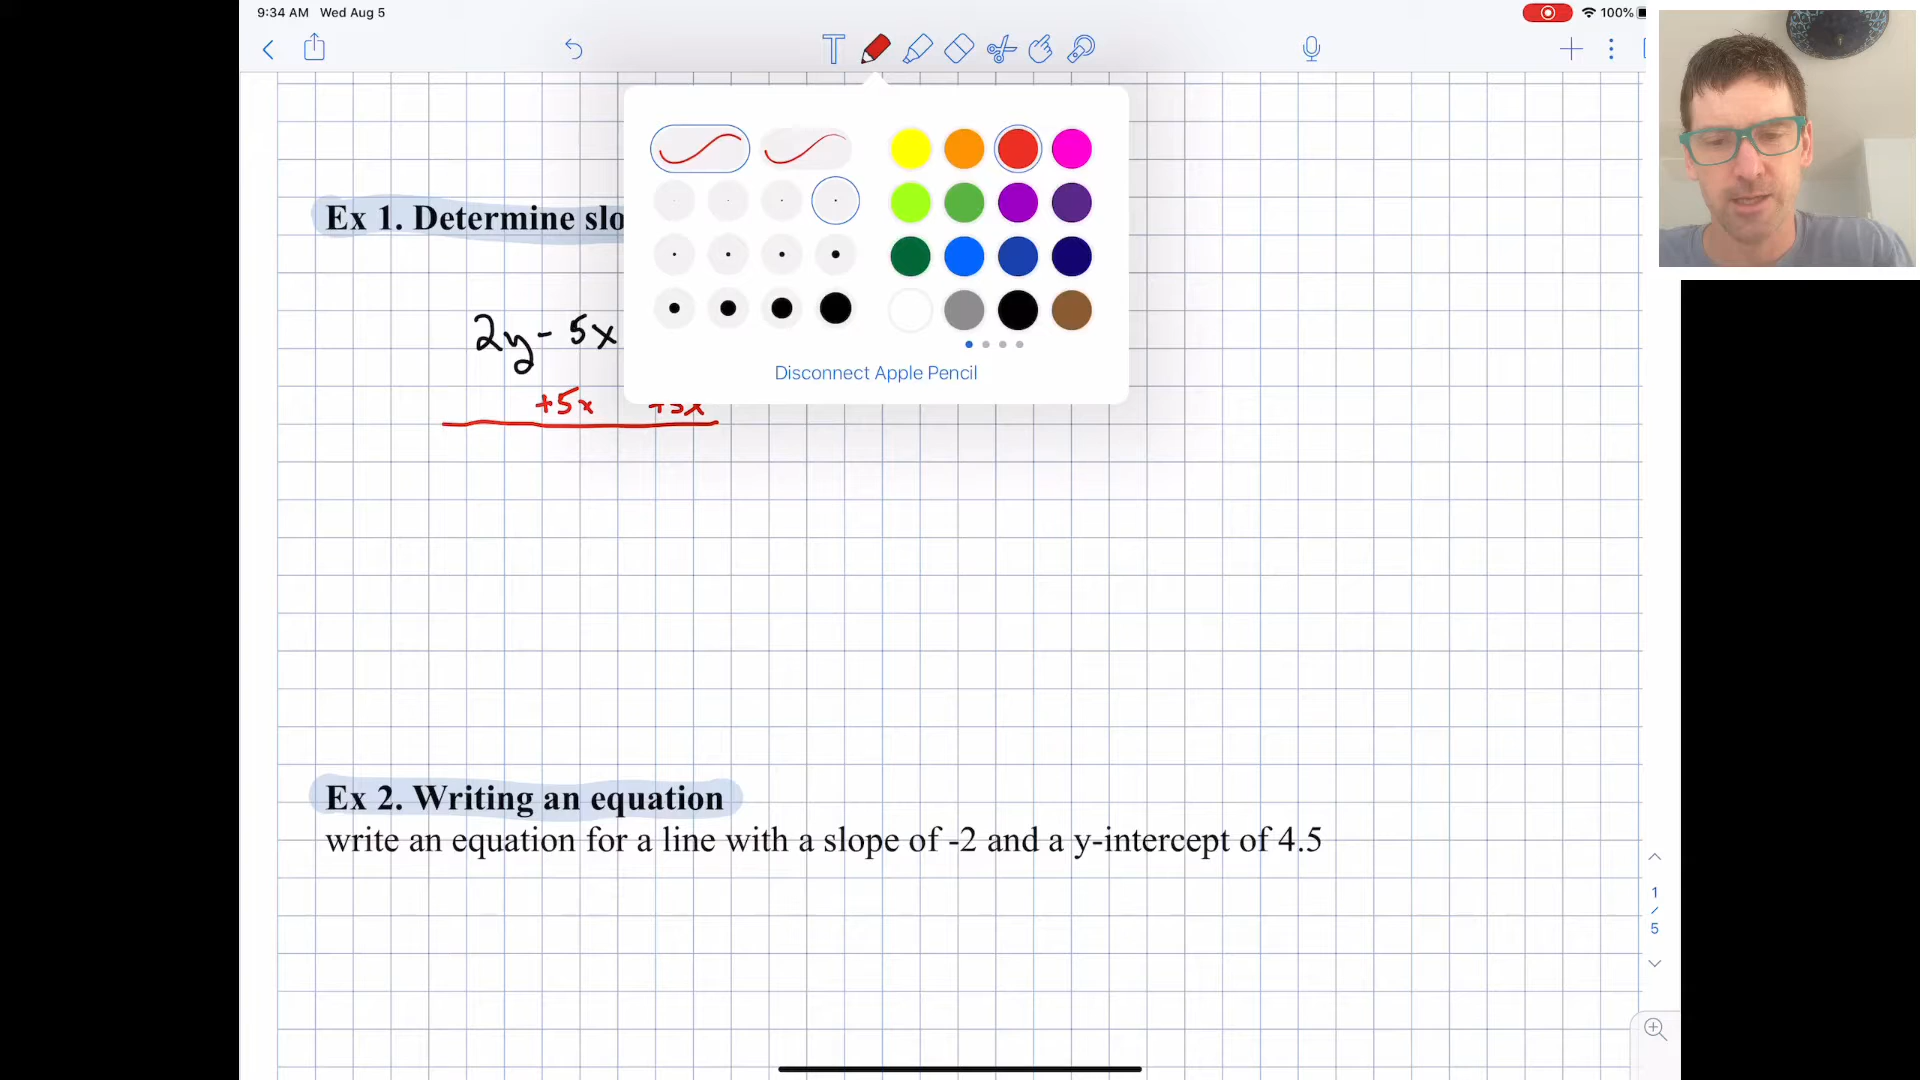 9:34 AM Wed Aug 5
100%
T
Ex 1. Determine slo
2y - 5x
Disconnect Apple Pencil
+5x +5x
Ex 2. Writing an equation
write an equation for a line with a slope of -2 and a y-intercept of 4.5
1
/
5